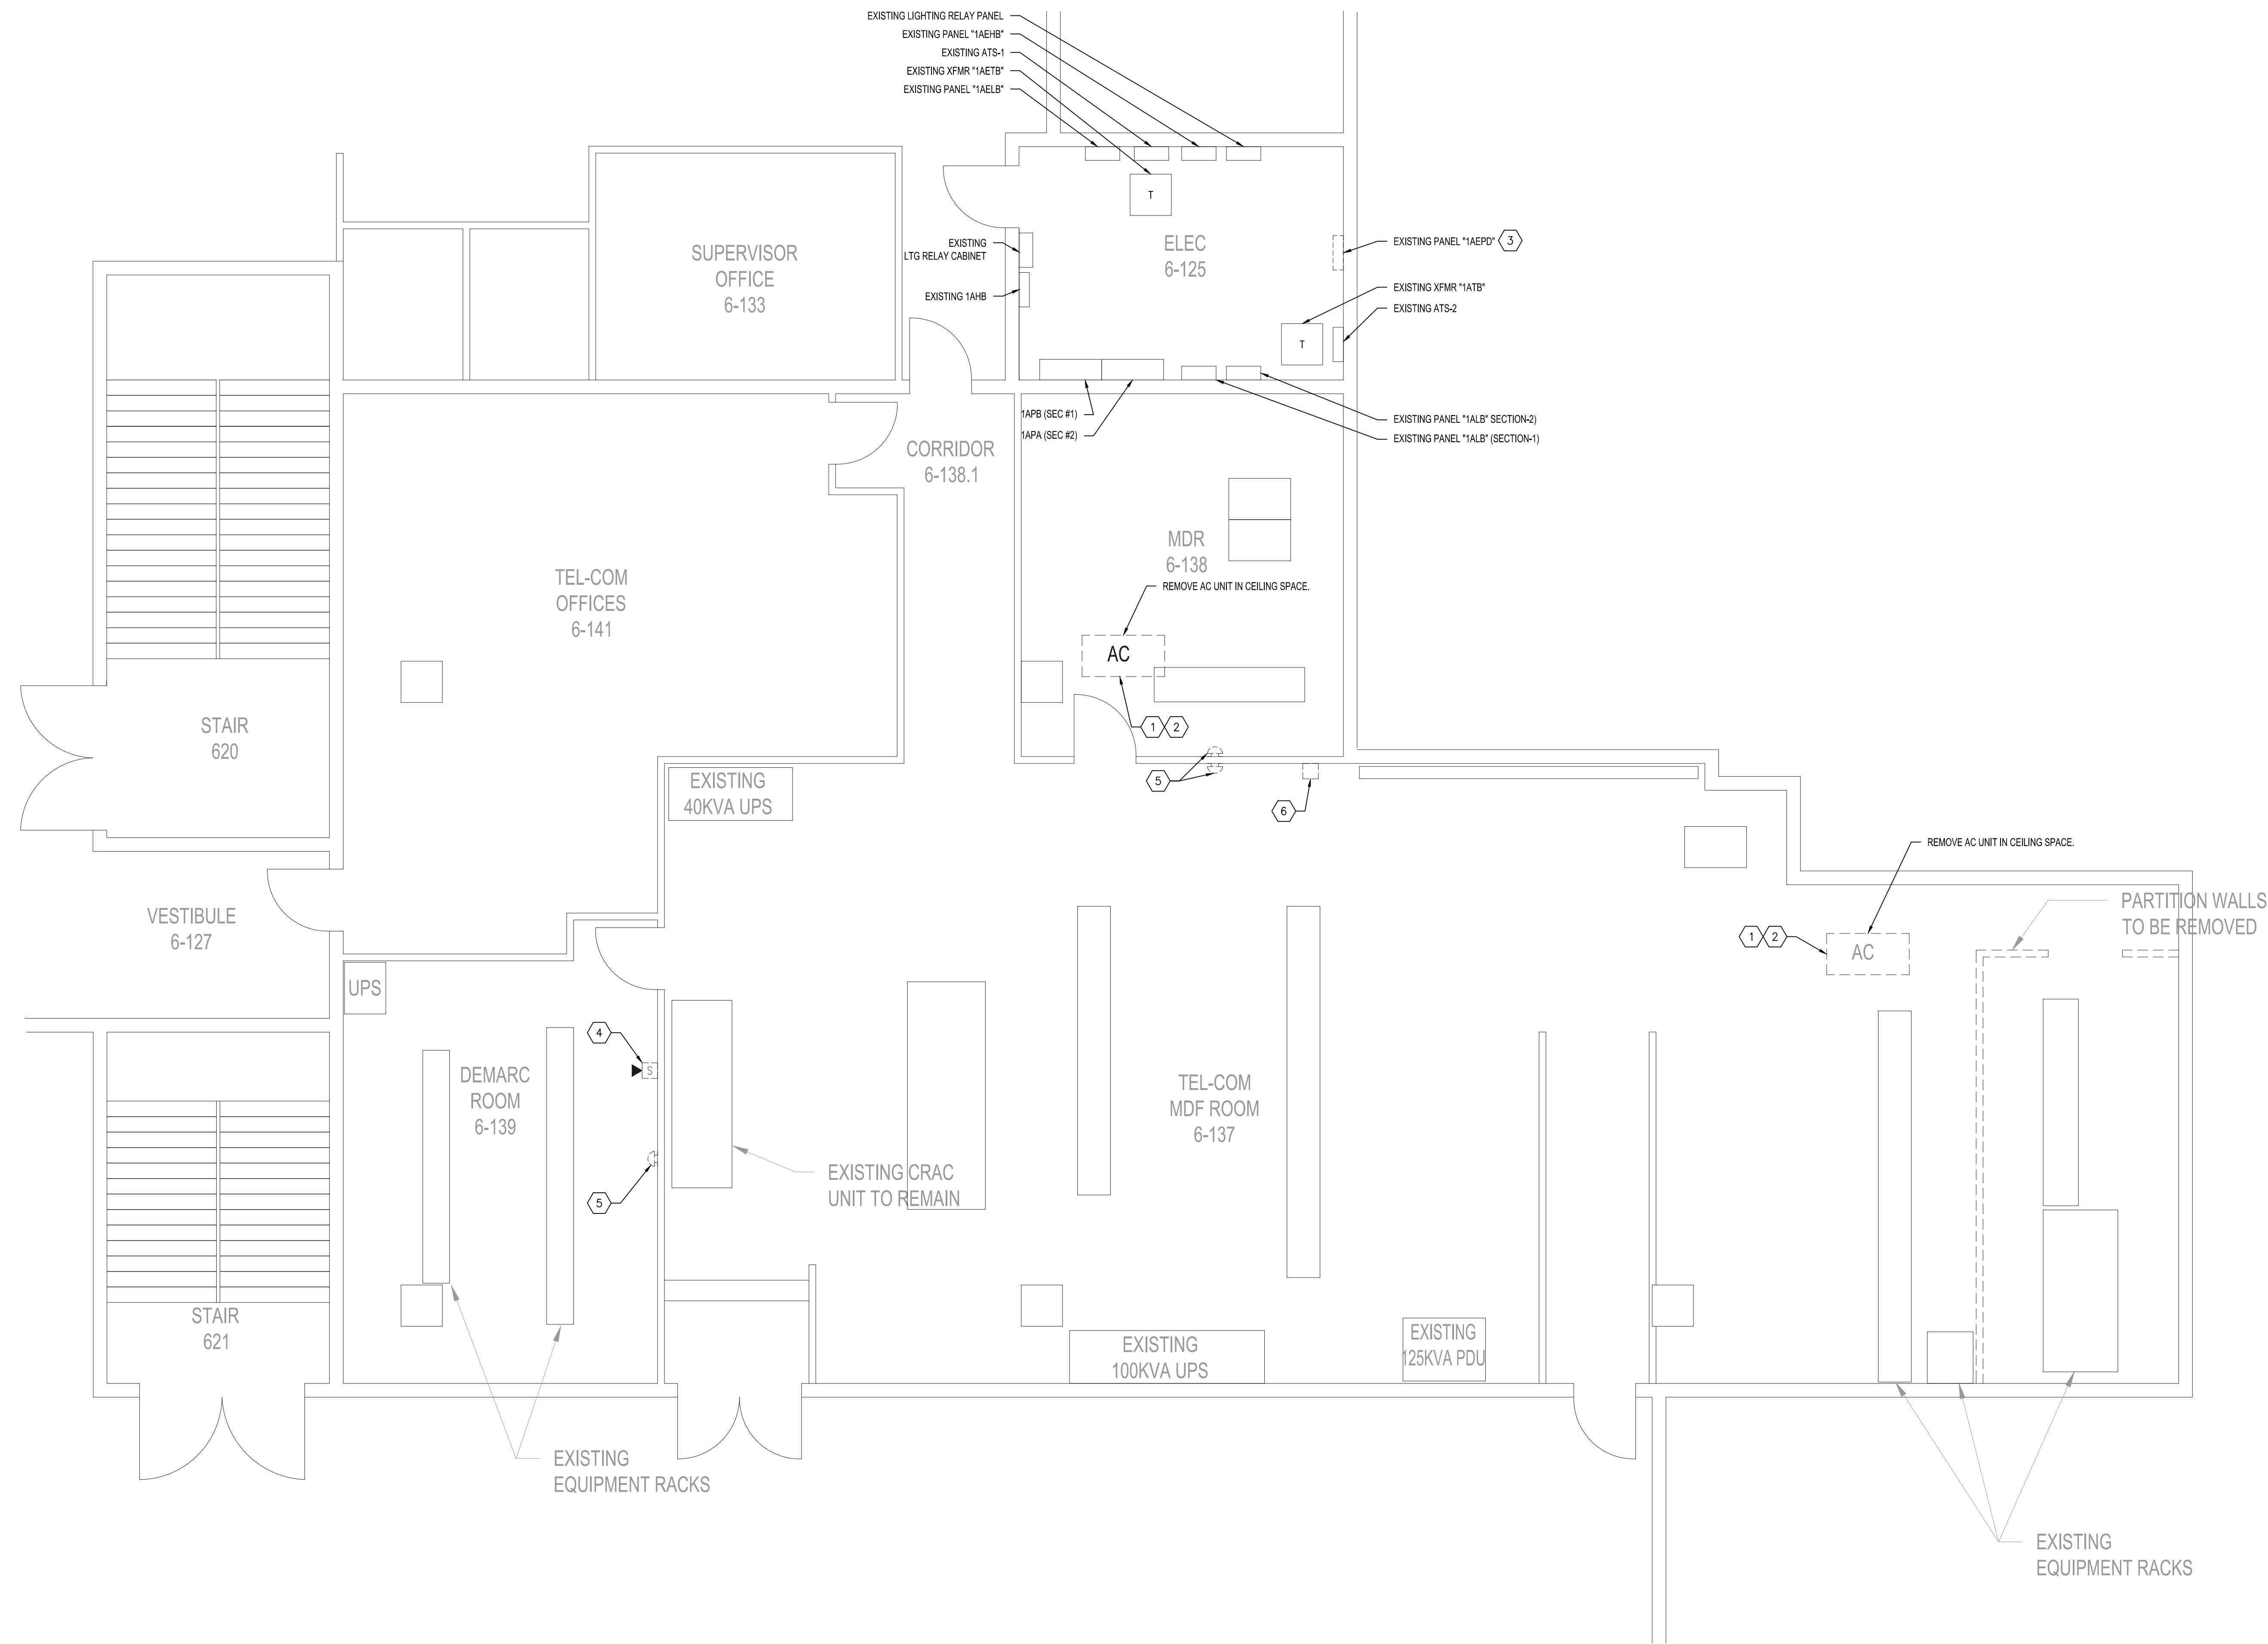 EXISTING LIGHTING RELAY PANEL
EXISTING PANEL "1AEHB"
EXISTING ATS-1
EXISTING XFMR "1AETB"
EXISTING PANEL "1AELB"
T
SUPERVISOR
OFFICE
6-133
EXISTING
LTG RELAY CABINET
EXISTING 1AHB
ELEC
6-125
EXISTING PANEL "1AEPD"
3
EXISTING XFMR "1ATB"
EXISTING ATS-2
T
1APB (SEC #1)
1APA (SEC #2)
EXISTING PANEL "1ALB" SECTION-2)
EXISTING PANEL "1ALB" (SECTION-1)
CORRIDOR
6-138.1
MDR
6-138
REMOVE AC UNIT IN CEILING SPACE.
AC
1
2
TEL-COM
OFFICES
6-141
STAIR
620
EXISTING
40KVA UPS
5
6
REMOVE AC UNIT IN CEILING SPACE.
1
2
AC
PARTITION WALLS
TO BE REMOVED
VESTIBULE
6-127
UPS
4
S
DEMARC
ROOM
6-139
5
EXISTING CRAC
UNIT TO REMAIN
TEL-COM
MDF ROOM
6-137
STAIR
621
EXISTING
100KVA UPS
EXISTING
125KVA PDU
EXISTING
EQUIPMENT RACKS
EXISTING
EQUIPMENT RACKS